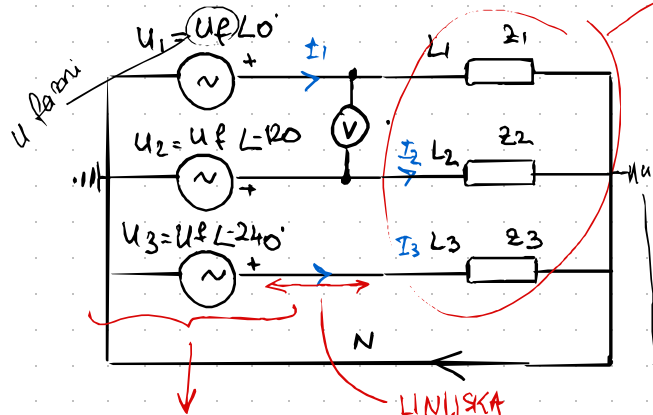 U1 = Uf∠0°
I1
L1
Z1
U fazni
V
U2 = Uf ∠-120
I2
L2
Z2
U3 = Uf∠-240°
I3
L3
Z3
N
LINIJSKA